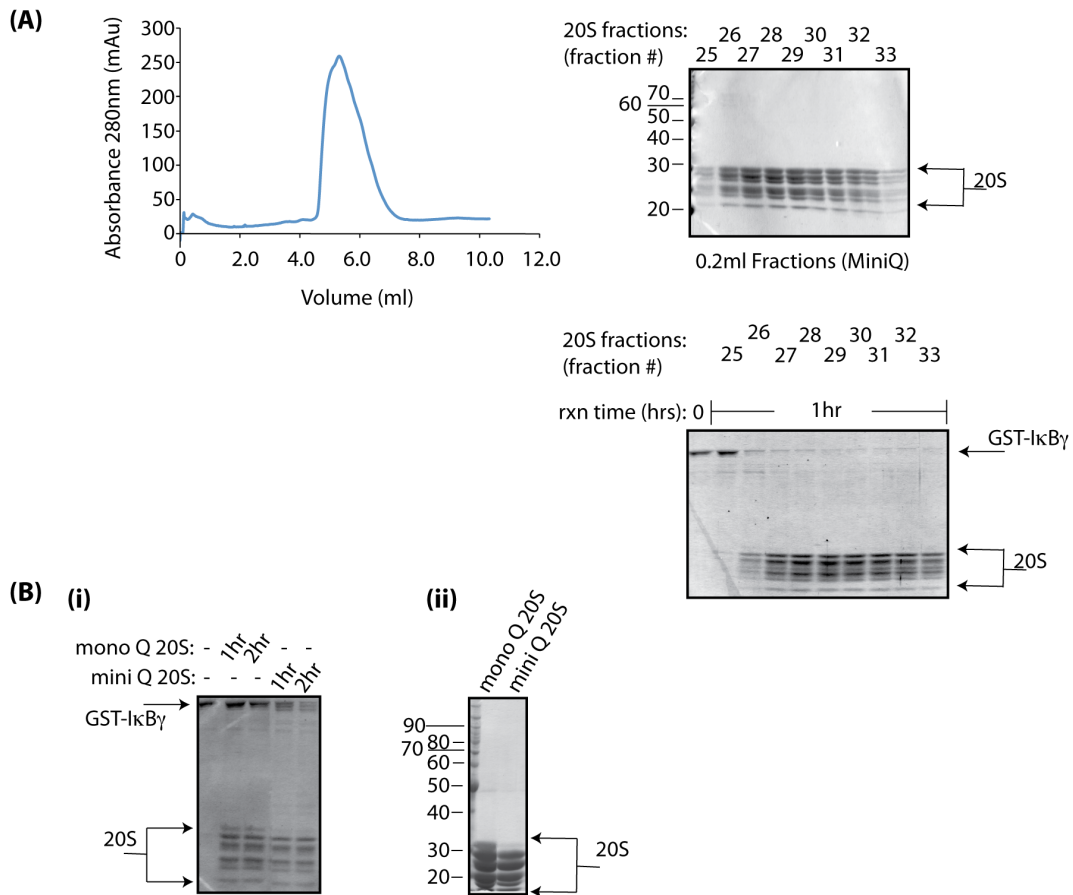 (A)
300
250
200
150
100
50
0
Absorbance 280nm (mAu)
0 2.0 4.0 6.0 8.0 10.0 12.0
Volume (ml)
20S fractions:
(fraction #)
26 28 30 32
25 27 29 31 33
70
60
50
40
30
20
20S
0.2ml Fractions (MiniQ)
20S fractions:
(fraction #)
26 28 30 32
25 27 29 31 33
rxn time (hrs): 0 1hr
GST-IκBγ
20S
(B)
(i)
mono Q 20S: - 1hr 2hr - -
mini Q 20S: - - - 1hr 2hr
GST-IκBγ
20S
(ii)
mono Q 20S
mini Q 20S
90
80
70
60
50
40
30
20
20S